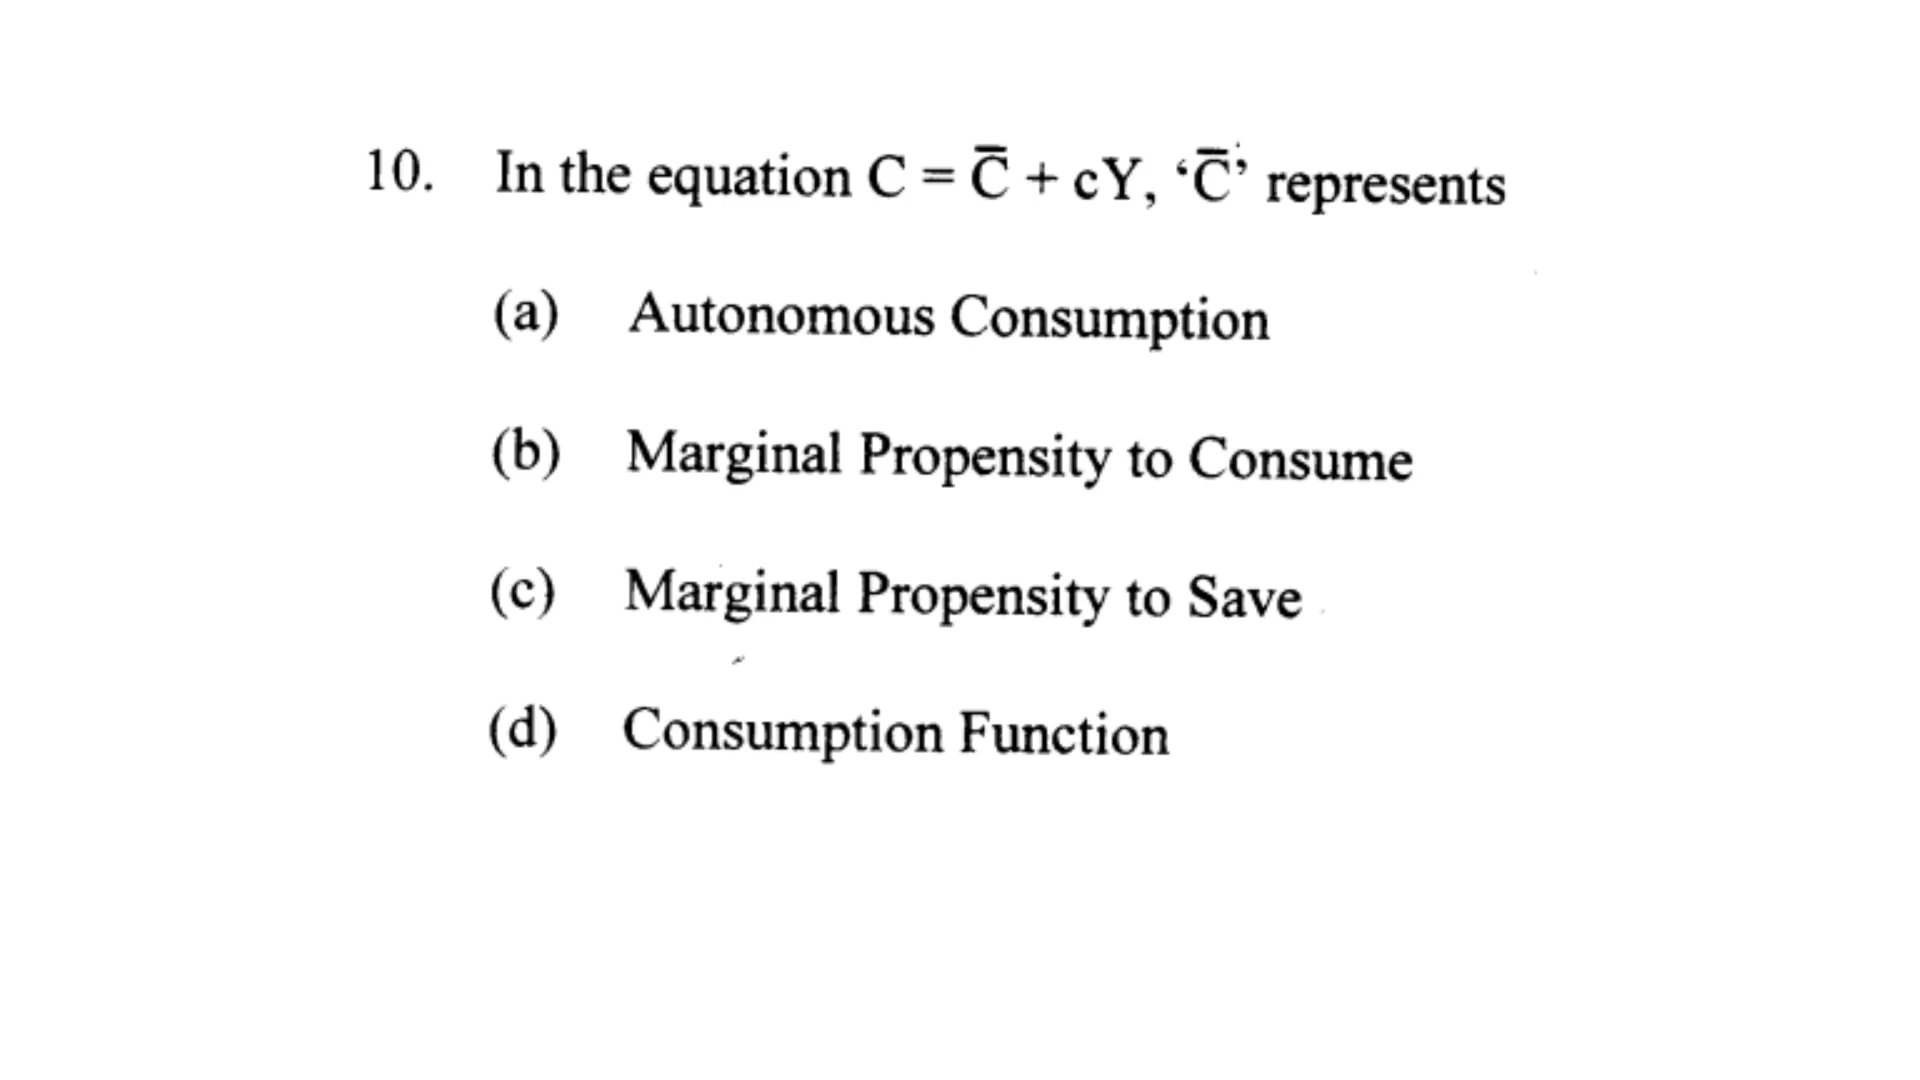 10. In the equation C = C̅ + cY, ‘C̅’ represents
(a) Autonomous Consumption
(b) Marginal Propensity to Consume
(c) Marginal Propensity to Save
(d) Consumption Function